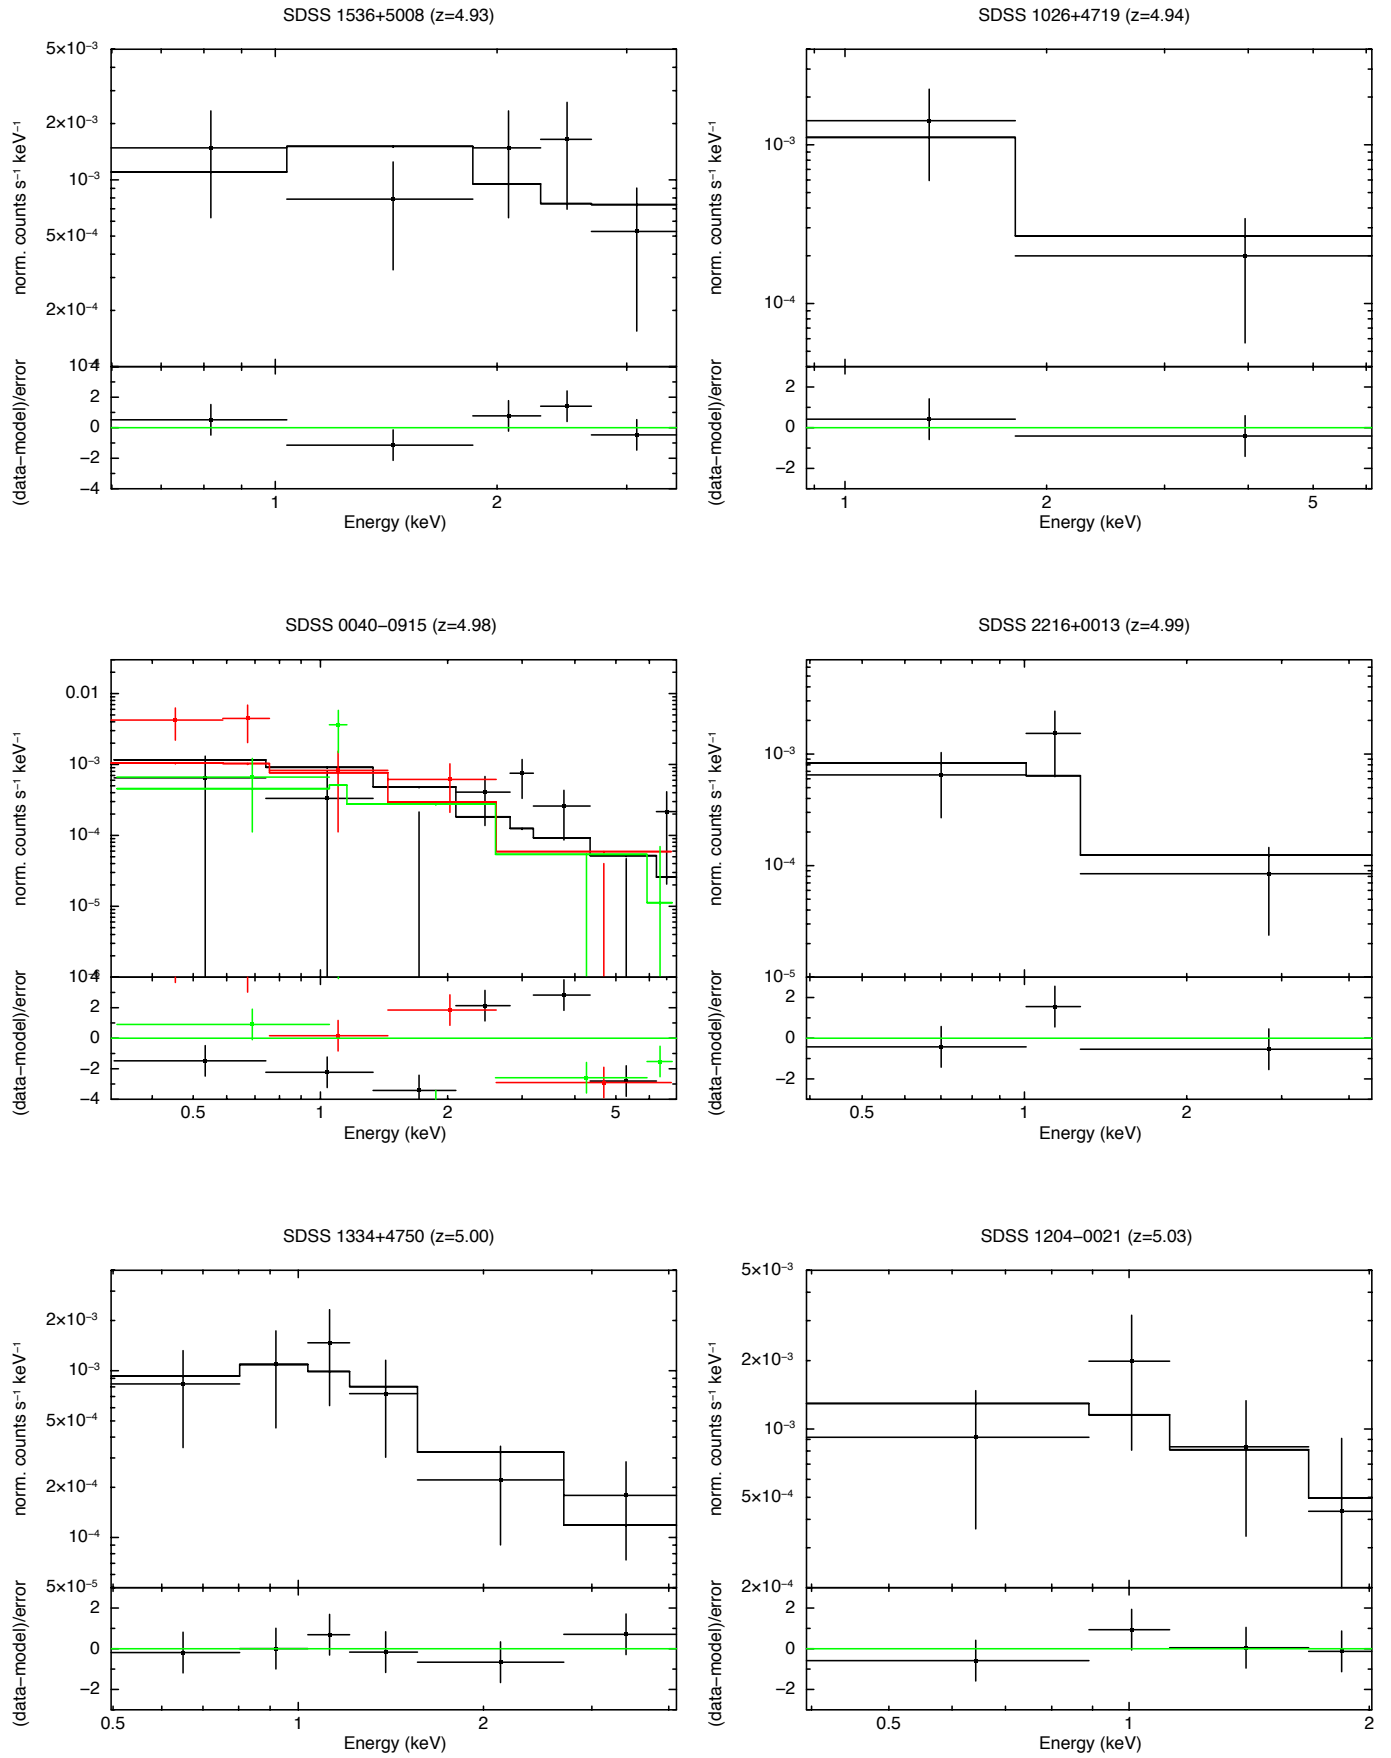 SDSS 1536+5008 (z=4.93)
5×10⁻³
2×10⁻³
10⁻³
5×10⁻⁴
2×10⁻⁴
norm. counts s⁻¹ keV⁻¹
2
0
−2
−4
(data−model)/error
1
2
Energy (keV)
SDSS 1026+4719 (z=4.94)
10⁻³
10⁻⁴
norm. counts s⁻¹ keV⁻¹
2
0
−2
(data−model)/error
1
2
5
Energy (keV)
SDSS 0040−0915 (z=4.98)
0.01
10⁻³
10⁻⁴
10⁻⁵
norm. counts s⁻¹ keV⁻¹
2
0
−2
−4
(data−model)/error
0.5
1
2
5
Energy (keV)
SDSS 2216+0013 (z=4.99)
10⁻³
10⁻⁴
10⁻⁵
norm. counts s⁻¹ keV⁻¹
2
0
−2
(data−model)/error
0.5
1
2
Energy (keV)
SDSS 1334+4750 (z=5.00)
2×10⁻³
10⁻³
5×10⁻⁴
2×10⁻⁴
10⁻⁴
5×10⁻⁵
norm. counts s⁻¹ keV⁻¹
2
0
−2
(data−model)/error
0.5
1
2
Energy (keV)
SDSS 1204−0021 (z=5.03)
5×10⁻³
2×10⁻³
10⁻³
5×10⁻⁴
2×10⁻⁴
norm. counts s⁻¹ keV⁻¹
2
0
−2
(data−model)/error
0.5
1
2
Energy (keV)